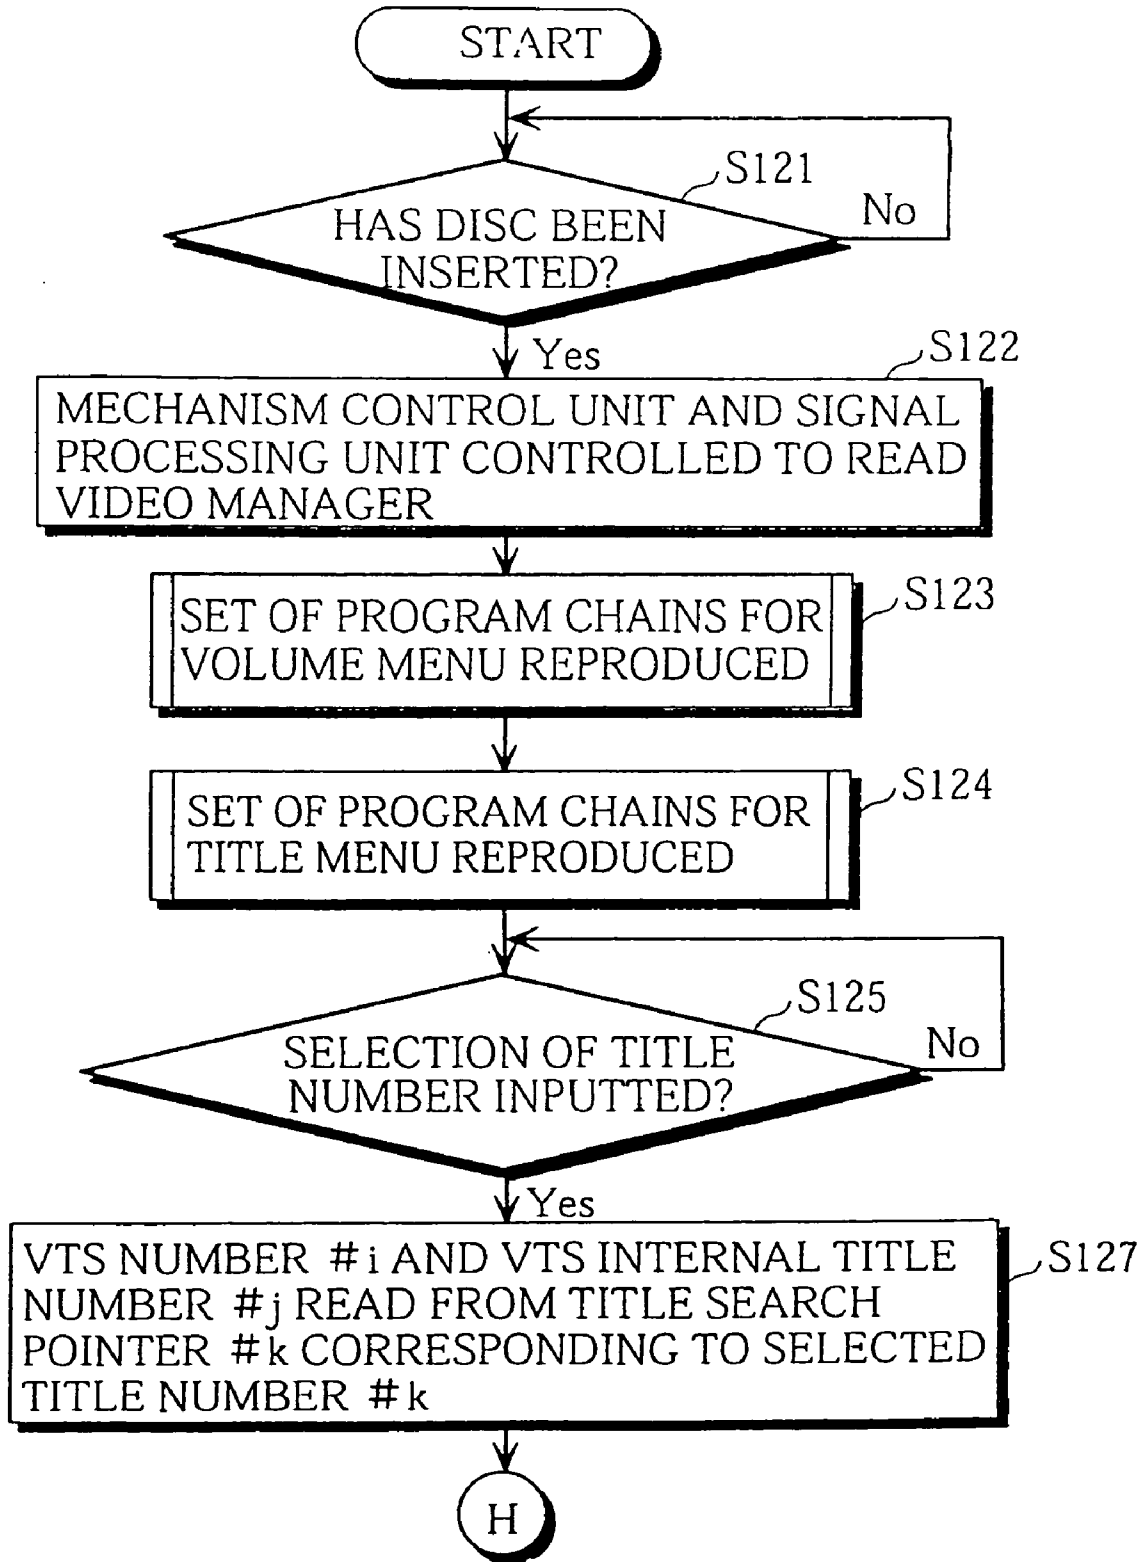 START
S121
No
HAS DISC BEEN
INSERTED?
Yes
S122
MECHANISM CONTROL UNIT AND SIGNAL
PROCESSING UNIT CONTROLLED TO READ
VIDEO MANAGER
S123
SET OF PROGRAM CHAINS FOR
VOLUME MENU REPRODUCED
S124
SET OF PROGRAM CHAINS FOR
TITLE MENU REPRODUCED
S125
No
SELECTION OF TITLE
NUMBER INPUTTED?
Yes
S127
VTS NUMBER #i AND VTS INTERNAL TITLE
NUMBER #j READ FROM TITLE SEARCH
POINTER #k CORRESPONDING TO SELECTED
TITLE NUMBER #k
H